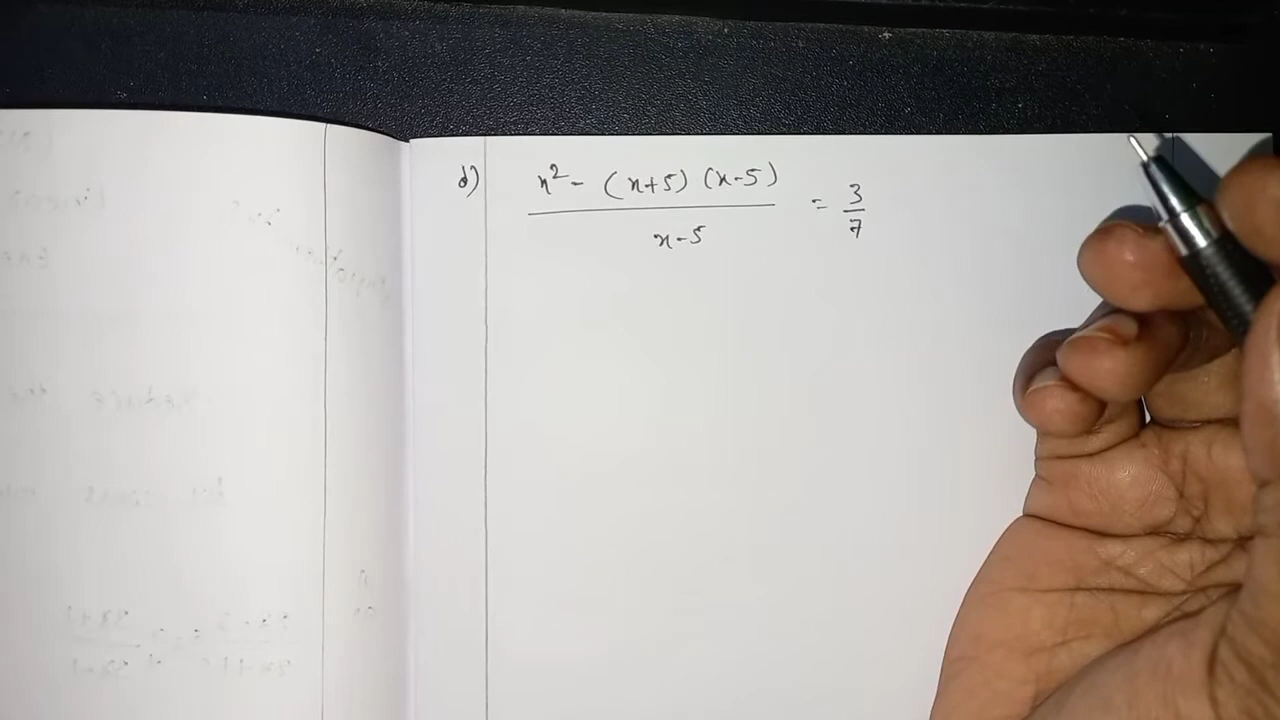 d) x² - (x+5) (x-5)
x-5
= 3
7